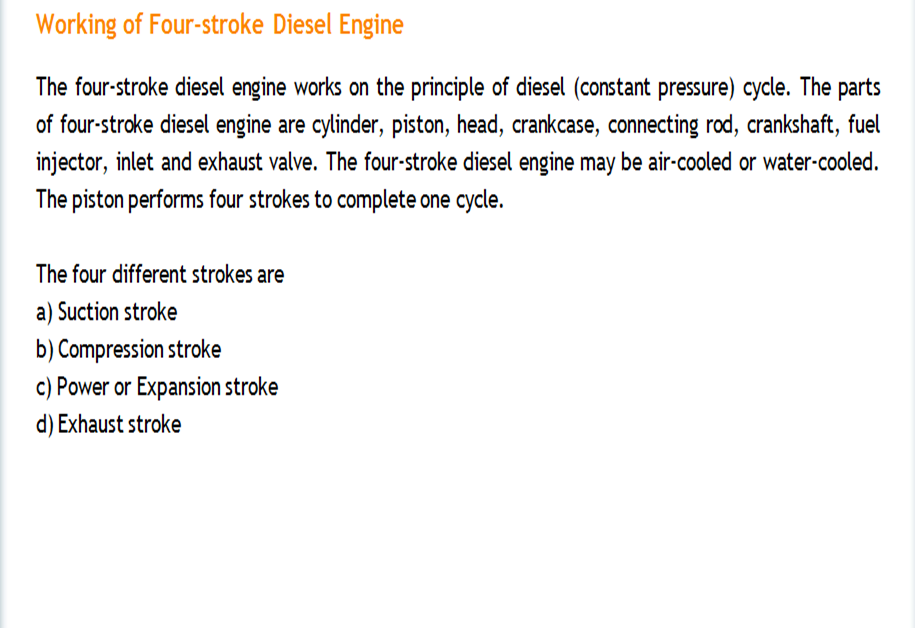 Working of Four-stroke Diesel Engine
The four-stroke diesel engine works on the principle of diesel (constant pressure) cycle. The parts
of four-stroke diesel engine are cylinder, piston, head, crankcase, connecting rod, crankshaft, fuel
injector, inlet and exhaust valve. The four-stroke diesel engine may be air-cooled or water-cooled.
The piston performs four strokes to complete one cycle.
The four different strokes are
a) Suction stroke
b) Compression stroke
c) Power or Expansion stroke
d) Exhaust stroke